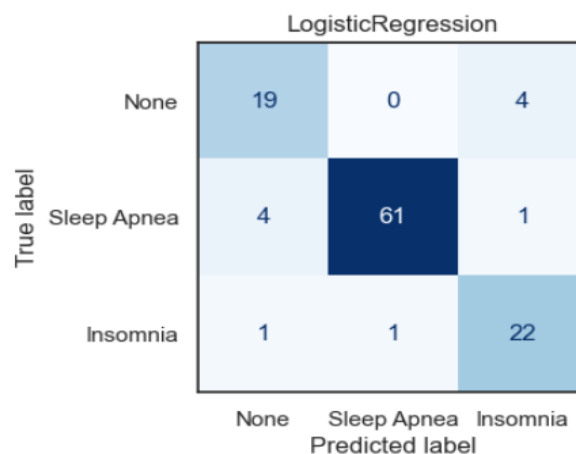 LogisticRegression
True label
None
19 0 4
Sleep Apnea
4 61 1
Insomnia
1 1 22
None Sleep Apnea Insomnia
Predicted label